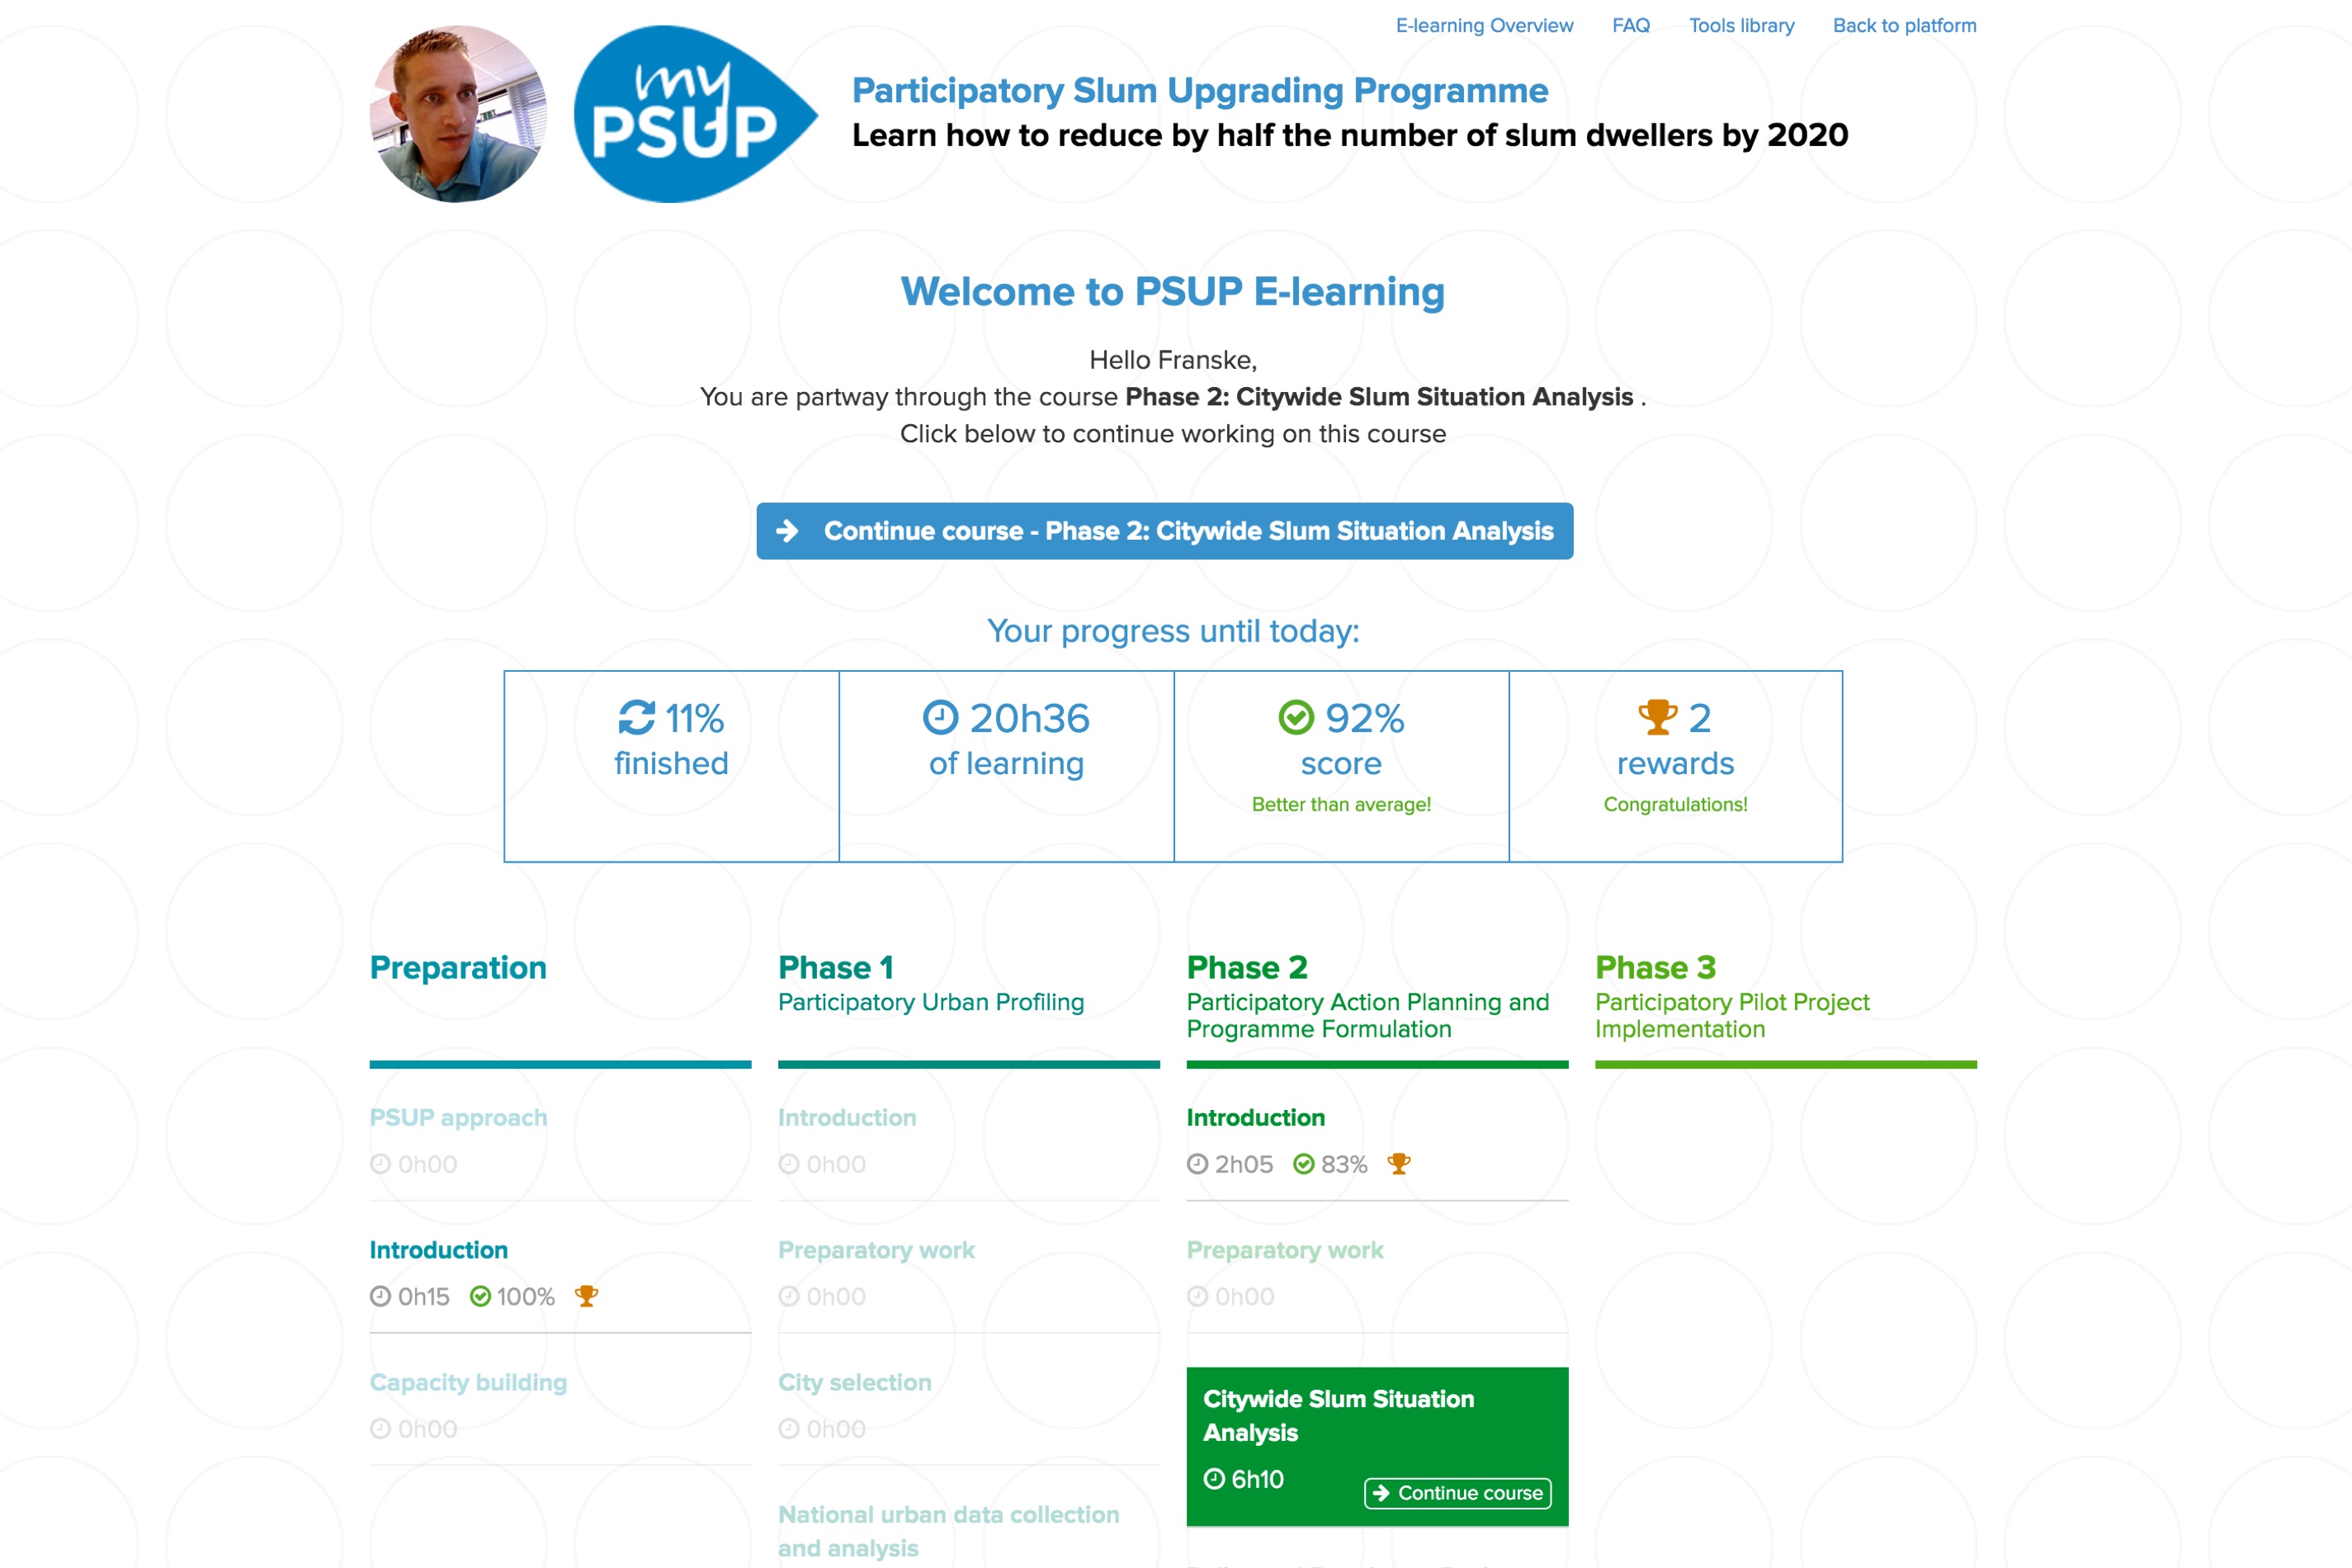 E-learning Overview FAQ Tools library Back to platform
my
PSUP
Participatory Slum Upgrading Programme
Learn how to reduce by half the number of slum dwellers by 2020
Welcome to PSUP E-learning
Hello Franske,
You are partway through the course Phase 2: Citywide Slum Situation Analysis .
Click below to continue working on this course
Continue course - Phase 2: Citywide Slum Situation Analysis
Your progress until today:
11%
finished
20h36
of learning
92%
score
Better than average!
2
rewards
Congratulations!
Preparation
PSUP approach
0h00
Introduction
0h15 100%
Capacity building
0h00
Phase 1
Participatory Urban Profiling
Introduction
0h00
Preparatory work
0h00
City selection
0h00
National urban data collection
and analysis
Phase 2
Participatory Action Planning and
Programme Formulation
Introduction
2h05 83%
Preparatory work
0h00
Citywide Slum Situation
Analysis
6h10
Continue course
Phase 3
Participatory Pilot Project
Implementation